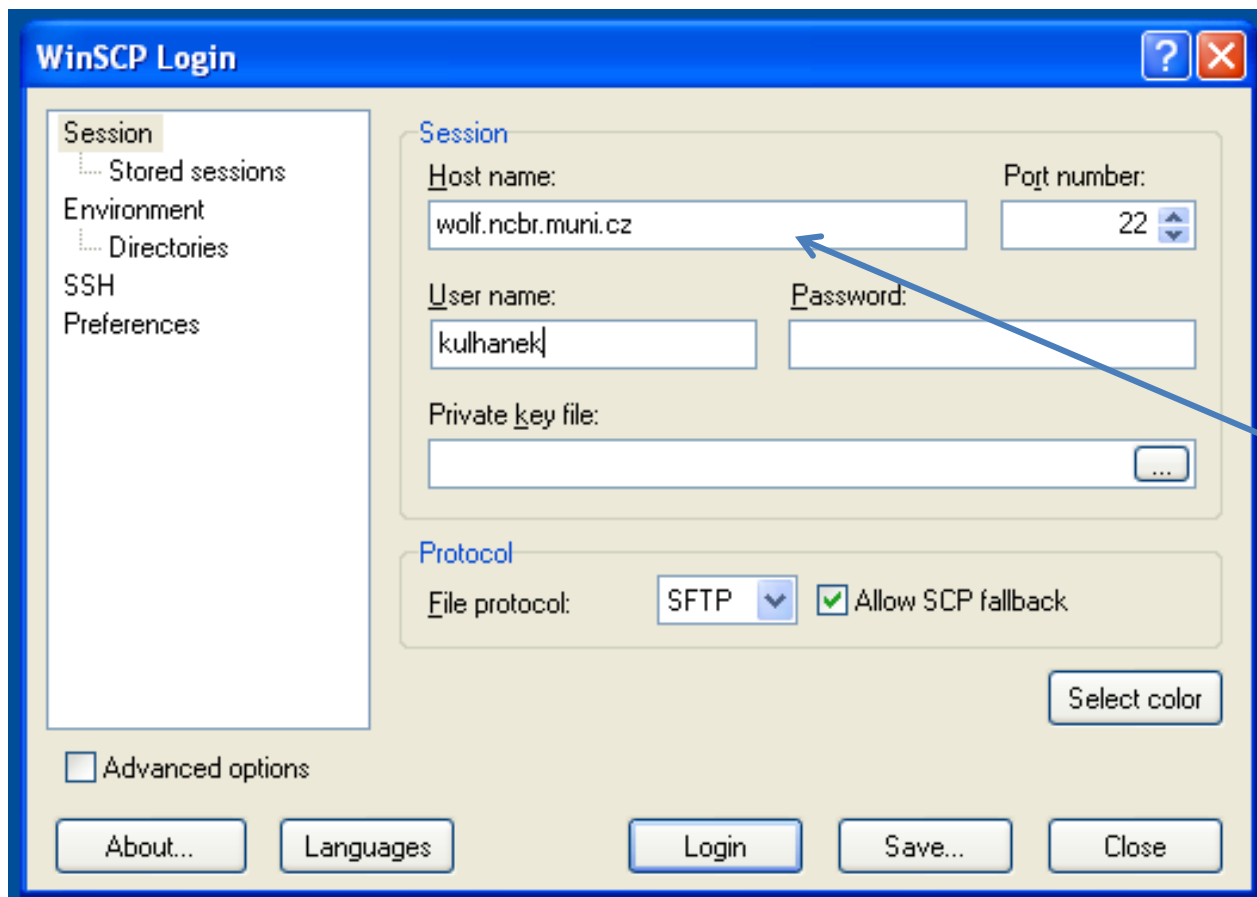 WinSCP Login
Session
Stored sessions
Environment
Directories
SSH
Preferences
Session
Host name:
Port number:
wolf.ncbr.muni.cz
22
User name:
Password:
kulhanek
Private key file:
...
Protocol
File protocol:
SFTP
Allow SCP fallback
Select color
Advanced options
About...
Languages
Login
Save...
Close